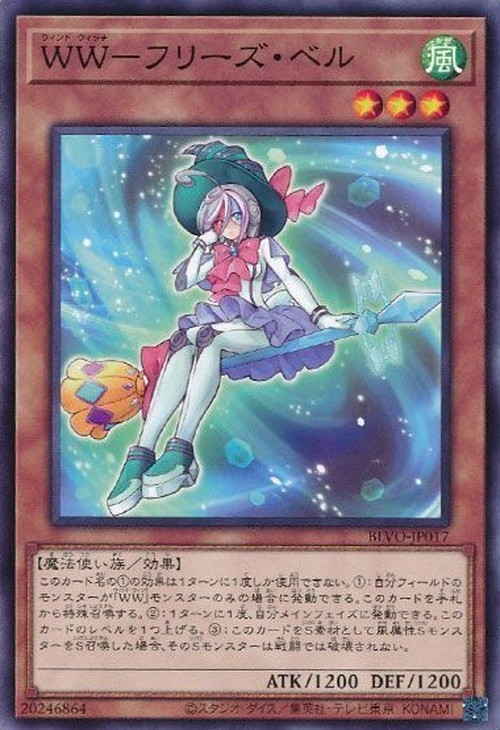 ウィンド ウィッチ
WW－フリーズ・ベル
風
BLVO-JP017
【魔法使い族／効果】
このカード名の①の効果は1ターンに1度しか使用できない。①：自分フィールドの
モンスターが「WW」モンスターのみの場合に発動できる。このカードを手札
から特殊召喚する。②：1ターンに1度、自分メインフェイズに発動できる。この
カードのレベルを1つ上げる。③：このカードをS素材として風属性Sモンス
ターをS召喚した場合、そのSモンスターは戦闘では破壊されない。
ATK/1200 DEF/1200
20246864
©スタジオ・ダイス／集英社・テレビ東京・KONAMI